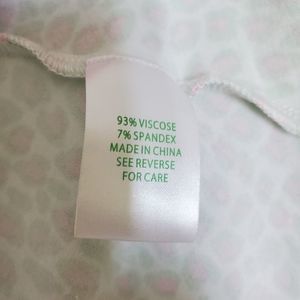 93% VISCOSE
7% SPANDEX
MADE IN CHINA
SEE REVERSE
FOR CARE